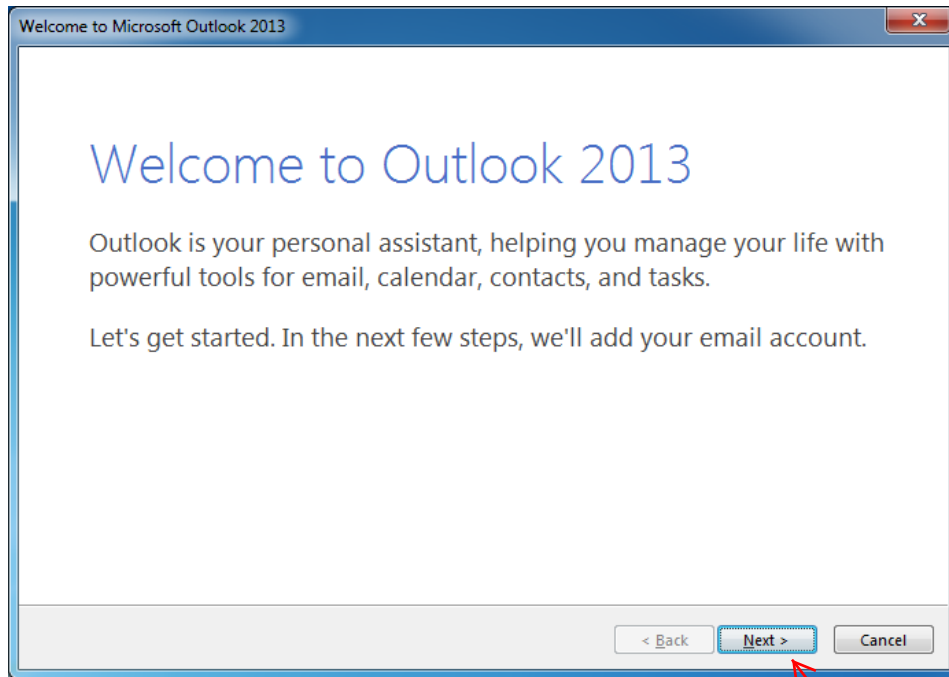 Welcome to Microsoft Outlook 2013
x
Welcome to Outlook 2013
Outlook is your personal assistant, helping you manage your life with
powerful tools for email, calendar, contacts, and tasks.
Let's get started. In the next few steps, we'll add your email account.
< Back Next > Cancel